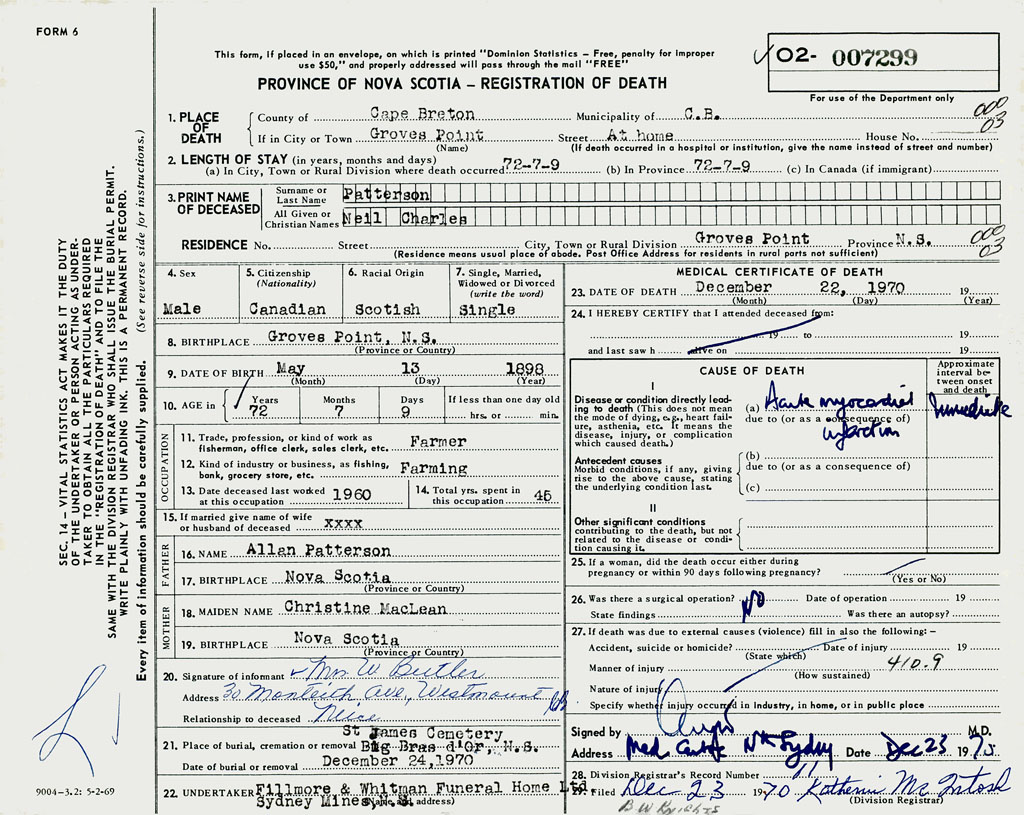 FORM 6
This form, if placed in an envelope, on which is printed "Dominion Statistics – Free, penalty for improper
use $50," and properly addressed will pass through the mail "FREE"
PROVINCE OF NOVA SCOTIA – REGISTRATION OF DEATH
02- 007299
For use of the Department only
1. PLACE OF DEATH
County of Cape Breton Municipality of C.B. 000
If in City or Town Groves Point Street At home House No. 03
(Name) (If death occurred in a hospital or institution, give the name instead of street and number)
2. LENGTH OF STAY (in years, months and days)
(a) In City, Town or Rural Division where death occurred 72-7-9 (b) In Province 72-7-9 (c) In Canada (if immigrant)
3. PRINT NAME OF DECEASED
Surname or Last Name Patterson
All Given or Christian Names Neil Charles
RESIDENCE No. Street City, Town or Rural Division Groves Point Province N.S. 000 03
(Residence means usual place of abode. Post Office Address for residents in rural parts not sufficient)
4. Sex
Male
5. Citizenship
(Nationality)
Canadian
6. Racial Origin
Scotish
7. Single, Married,
Widowed or Divorced
(write the word)
Single
8. BIRTHPLACE Groves Point, N.S.
(Province or Country)
9. DATE OF BIRTH May 13 1898
(Month) (Day) (Year)
10. AGE in Years Months Days If less than one day old
72 7 9 hrs. or min.
OCCUPATION
11. Trade, profession, or kind of work as
fisherman, office clerk, sales clerk, etc. Farmer
12. Kind of industry or business, as fishing,
bank, grocery store, etc. Farming
13. Date deceased last worked
at this occupation 1960
14. Total yrs. spent in
this occupation 45
15. If married give name of wife
or husband of deceased xxxx
FATHER
16. NAME Allan Patterson
17. BIRTHPLACE Nova Scotia
(Province or Country)
MOTHER
18. MAIDEN NAME Christine MacLean
19. BIRTHPLACE Nova Scotia
(Province or Country)
20. Signature of informant Mrs W Butler
Address 30 Monteith Ave, Westmount CB
Relationship to deceased Niece
St James Cemetery
21. Place of burial, cremation or removal Big Bras d'Or, N.S.
Date of burial or removal December 24,1970
22. UNDERTAKER Fillmore & Whitman Funeral Home Ltd
Sydney Mines, (Name and address)
MEDICAL CERTIFICATE OF DEATH
23. DATE OF DEATH December 22, 1970 19
(Month) (Day) (Year)
24. I HEREBY CERTIFY that I attended deceased from:
19 to 19
and last saw h alive on 19
CAUSE OF DEATH
Approximate
interval be-
tween onset
and death
I
Disease or condition directly lead-
ing to death (This does not mean
the mode of dying, e.g., heart fail-
ure, asthenia, etc. It means the
disease, injury, or complication
which caused death.)
(a) Acute myocardial Immediate
due to (or as a consequence of)
infarction
Antecedent causes
Morbid conditions, if any, giving
rise to the above cause, stating
the underlying condition last.
(b)
due to (or as a consequence of)
(c)
II
Other significant conditions
contributing to the death, but not
related to the disease or condi-
tion causing it.
25. If a woman, did the death occur either during
pregnancy or within 90 days following pregnancy?
(Yes or No)
26. Was there a surgical operation? NO Date of operation 19
State findings Was there an autopsy?
27. If death was due to external causes (violence) fill in also the following: –
Accident, suicide or homicide? Date of injury 19
(State which) 410.9
Manner of injury
(How sustained)
Nature of injury
Specify whether injury occurred in industry, in home, or in public place
Signed by M.D.
Address Med Centre Nth Sydney Date Dec 23 1970
28. Division Registrar's Record Number 11
29. Filed Dec 23 1970 Katherine McIntosh
(Division Registrar)
SEC. 14 – VITAL STATISTICS ACT MAKES IT THE DUTY
OF THE UNDERTAKER OR PERSON ACTING AS UNDER-
TAKER TO OBTAIN ALL THE PARTICULARS REQUIRED
IN THE "REGISTRATION OF DEATH" AND TO FILE THE
SAME WITH THE DIVISION REGISTRAR WHO SHALL ISSUE THE BURIAL PERMIT.
WRITE PLAINLY WITH UNFADING INK. THIS IS A PERMANENT RECORD.
Every item of information should be carefully supplied. (See reverse side for instructions.)
9004-3.2: 5-2-69